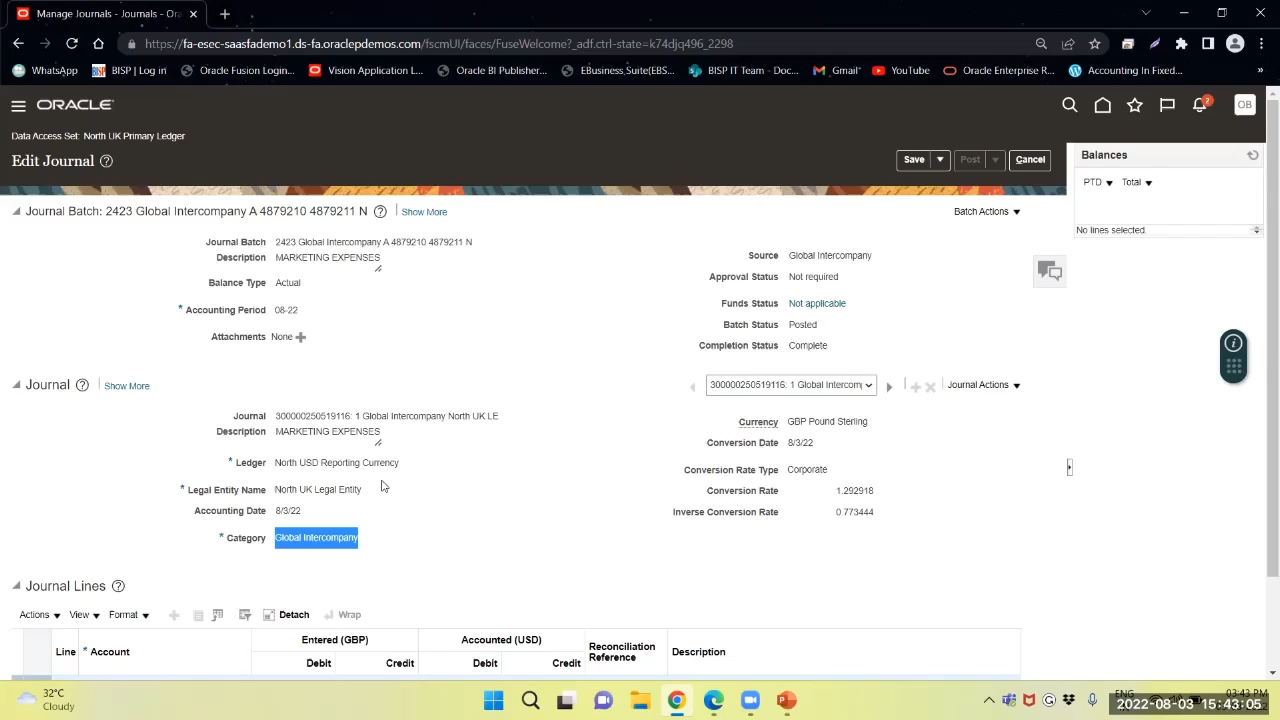 Manage Journals - Journals - Ora
https://fa-esec-saasfademo1.ds-fa.oraclepdemos.com/fscmUI/faces/FuseWelcome?_adf.ctrl-state=k74djq496_2298
WhatsApp BISP | Log in Oracle Fusion Login... Vision Application L... Oracle BI Publisher... EBusiness Suite(EBS... BISP IT Team - Doc... Gmail YouTube Oracle Enterprise R... Accounting In Fixed... »
ORACLE
2
OB
Data Access Set: North UK Primary Ledger
Edit Journal
Save Post Cancel
Balances
PTD Total
No lines selected.
Journal Batch: 2423 Global Intercompany A 4879210 4879211 N Show More
Batch Actions
Journal Batch 2423 Global Intercompany A 4879210 4879211 N
Description MARKETING EXPENSES
Balance Type Actual
* Accounting Period 08-22
Attachments None
Source Global Intercompany
Approval Status Not required
Funds Status Not applicable
Batch Status Posted
Completion Status Complete
Journal Show More
300000250519116: 1 Global Intercom
Journal Actions
Journal 300000250519116: 1 Global Intercompany North UK LE
Description MARKETING EXPENSES
* Ledger North USD Reporting Currency
* Legal Entity Name North UK Legal Entity
Accounting Date 8/3/22
* Category Global Intercompany
Currency GBP Pound Sterling
Conversion Date 8/3/22
Conversion Rate Type Corporate
Conversion Rate 1.292918
Inverse Conversion Rate 0.773444
Journal Lines
Actions View Format Detach Wrap
Line * Account Entered (GBP) Accounted (USD) Reconciliation Reference Description
Debit Credit Debit Credit
32°C
Cloudy
ENG
03:43 PM
2022-08-03 15:43:05